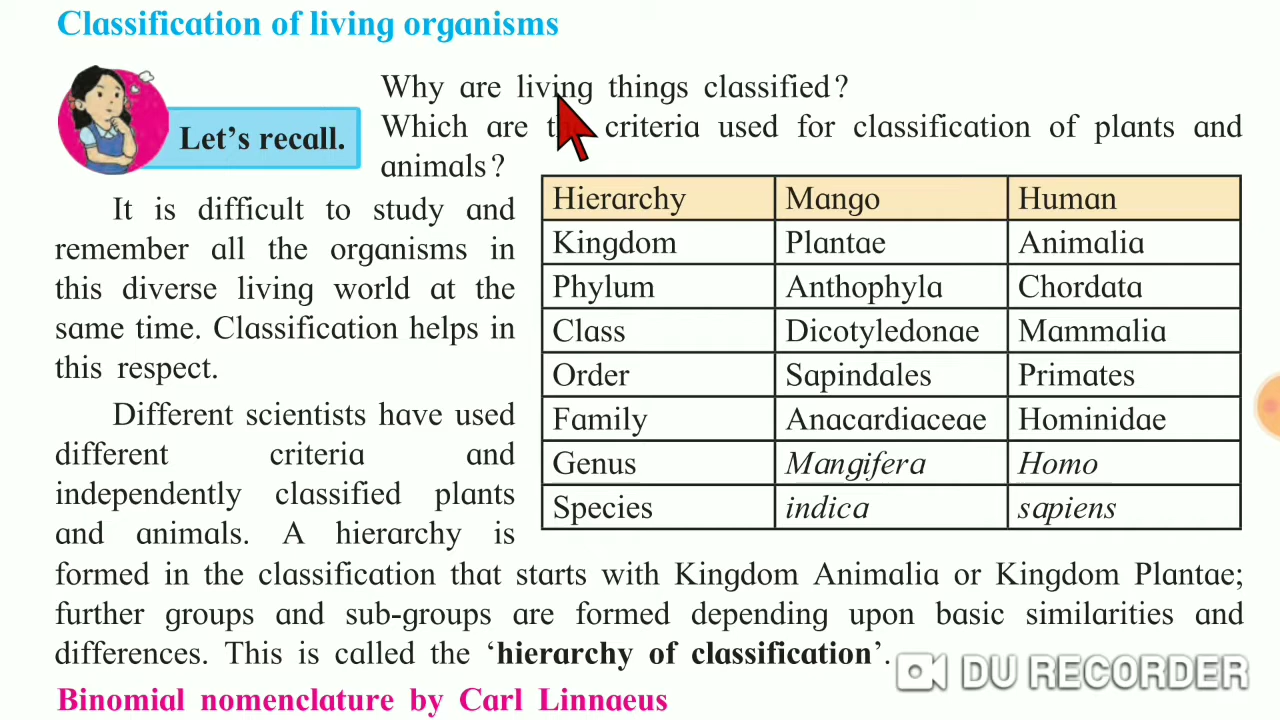 Classification of living organisms
Let's recall.
Why are living things classified?
Which are the criteria used for classification of plants and
animals?
It is difficult to study and
remember all the organisms in
this diverse living world at the
same time. Classification helps in
this respect.
Different scientists have used
different criteria and
independently classified plants
and animals. A hierarchy is
Hierarchy Mango Human
Kingdom Plantae Animalia
Phylum Anthophyla Chordata
Class Dicotyledonae Mammalia
Order Sapindales Primates
Family Anacardiaceae Hominidae
Genus Mangifera Homo
Species indica sapiens
formed in the classification that starts with Kingdom Animalia or Kingdom Plantae;
further groups and sub-groups are formed depending upon basic similarities and
differences. This is called the ‘hierarchy of classification’.
DU RECORDER
Binomial nomenclature by Carl Linnaeus